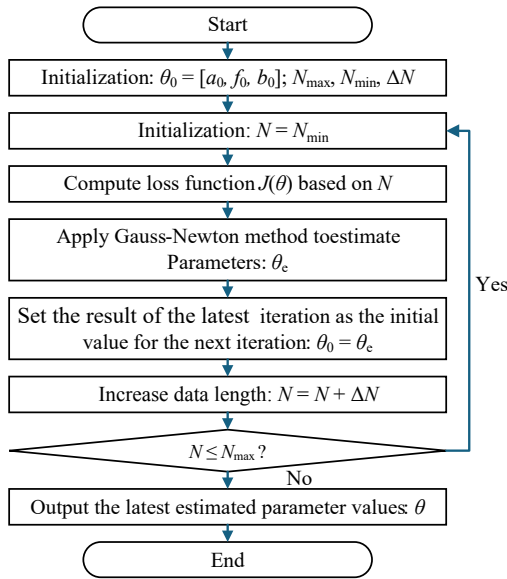 Start
Initialization: θ₀ = [a₀, f₀, b₀]; Nmax, Nmin, ΔN
Initialization: N = Nmin
Compute loss function J(θ) based on N
Apply Gauss-Newton method toestimate
Parameters: θe
Set the result of the latest iteration as the initial
value for the next iteration: θ₀ = θe
Increase data length: N = N + ΔN
N ≤ Nmax?
Yes
No
Output the latest estimated parameter values: θ
End